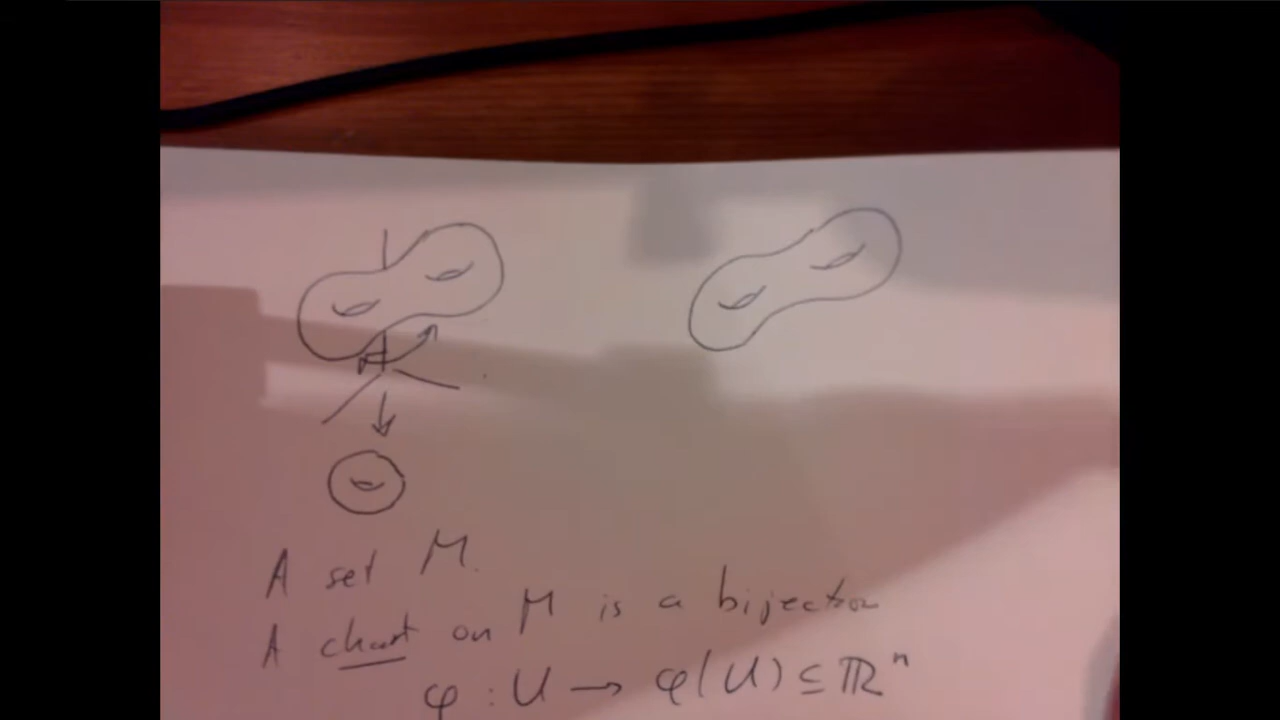 A set M.
A chart on M is a bijection
φ : U → φ(U) ⊆ ℝⁿ